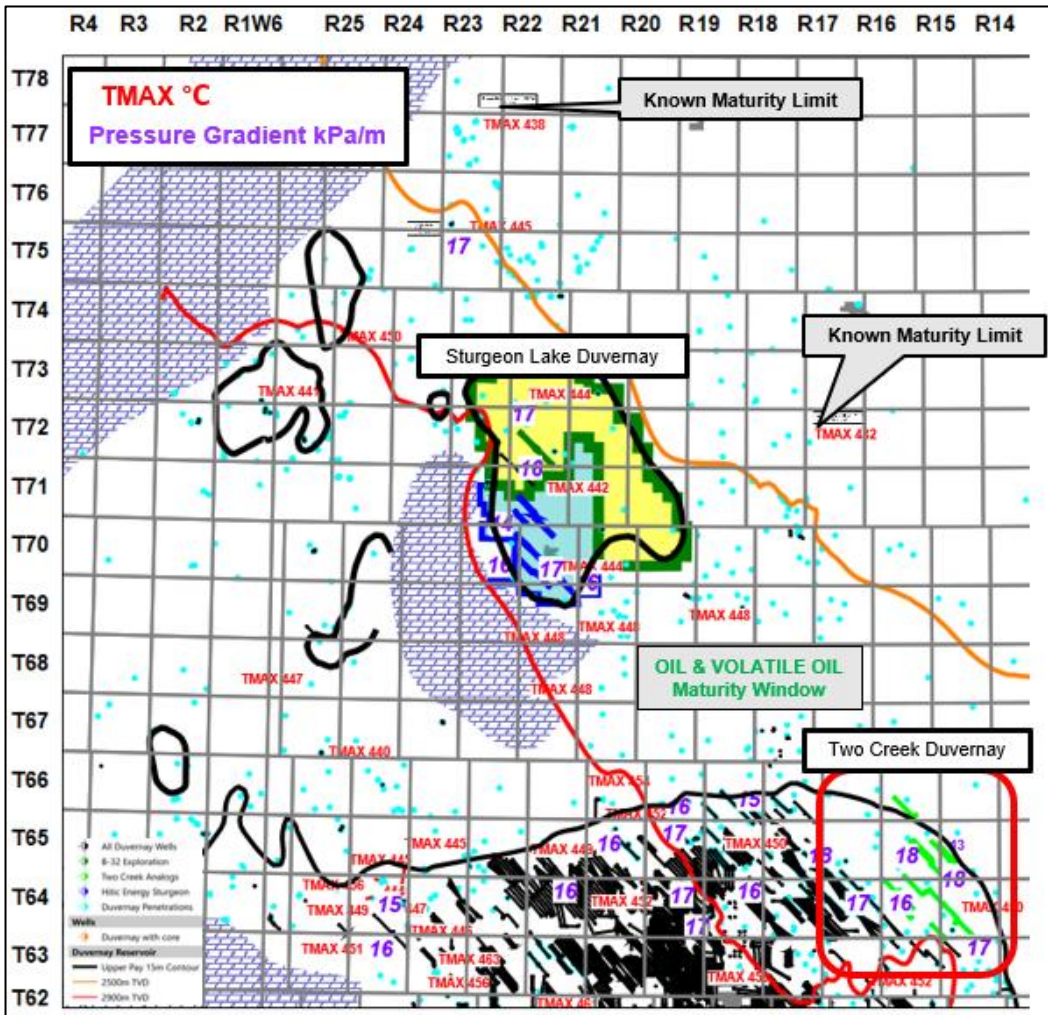 R4 R3 R2 R1W6 R25 R24 R23 R22 R21 R20 R19 R18 R17 R16 R15 R14
T78
TMAX °C
Pressure Gradient kPa/m
Known Maturity Limit
T77
TMAX 438
T76
TMAX 445
T75
17
T74
TMAX 450
Sturgeon Lake Duvernay
Known Maturity Limit
T73
TMAX 444
T72
17
18
T71
TMAX 442
T70
17
TMAX 444
T69
TMAX 448
TMAX 448
TMAX 448
T68
TMAX 447
TMAX 448
OIL & VOLATILE OIL
Maturity Window
T67
TMAX 440
Two Creek Duvernay
T66
16 15
T65
TMAX 445
16
17
TMAX 450
18
18
13
18
T64
TMAX 449
15
16
17
16
17
16
T63
TMAX 451
16
TMAX 463
17
17
T62
TMAX 456
All Duvernay Wells
8-32 Exploration
Two Creek Analogs
Hitic Energy Sturgeon
Duvernay Penetrations
Wells
Duvernay with core
Duvernay Reservoir
Upper Pay 15m Contour
2500m TVD
2900m TVD